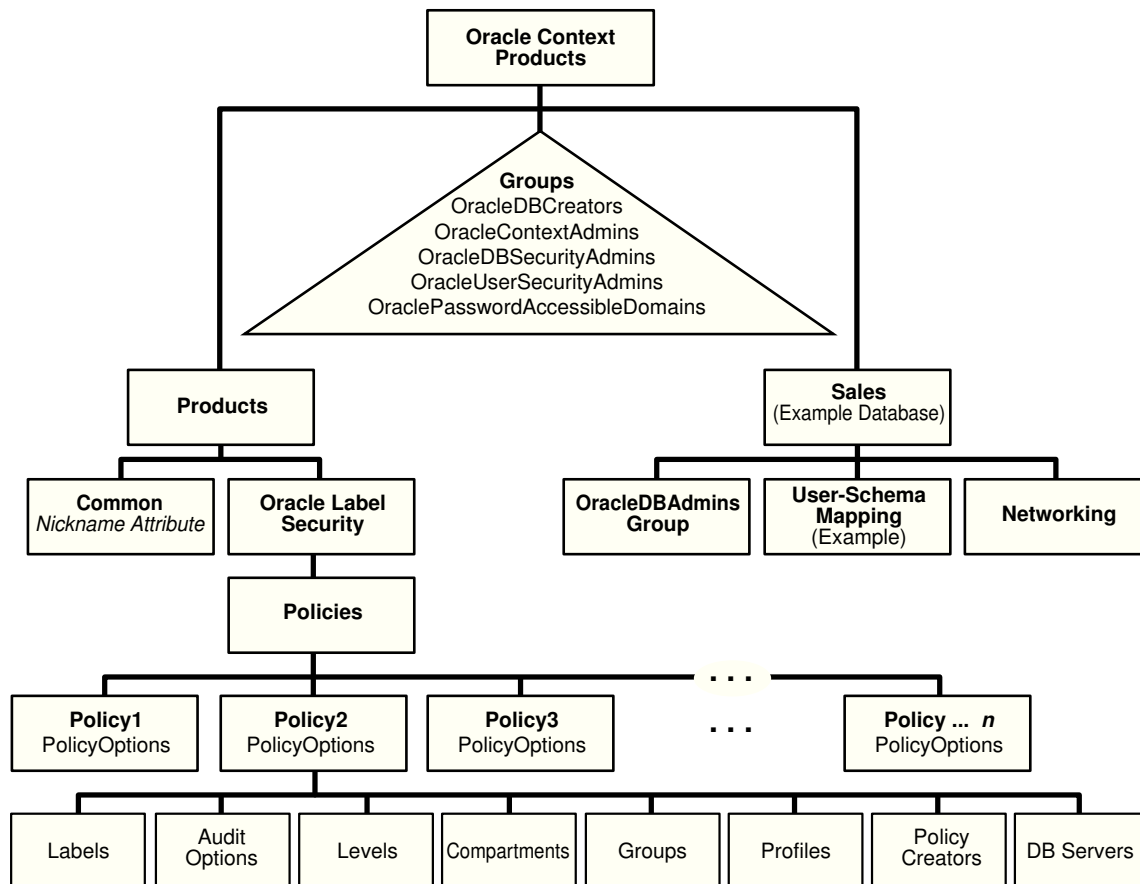 Oracle Context
Products
Groups
OracleDBCreators
OracleContextAdmins
OracleDBSecurityAdmins
OracleUserSecurityAdmins
OraclePasswordAccessibleDomains
Products
Sales
(Example Database)
Common
Nickname Attribute
Oracle Label
Security
OracleDBAdmins
Group
User-Schema
Mapping
(Example)
Networking
Policies
. . .
Policy1
PolicyOptions
Policy2
PolicyOptions
Policy3
PolicyOptions
. . .
Policy ... n
PolicyOptions
Labels
Audit
Options
Levels
Compartments
Groups
Profiles
Policy
Creators
DB Servers